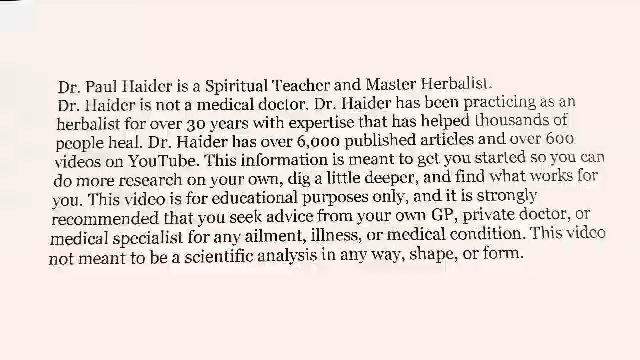 Dr. Paul Haider is a Spiritual Teacher and Master Herbalist.
Dr. Haider is not a medical doctor. Dr. Haider has been practicing as an
herbalist for over 30 years with expertise that has helped thousands of
people heal. Dr. Haider has over 6,000 published articles and over 600
videos on YouTube. This information is meant to get you started so you can
do more research on your own, dig a little deeper, and find what works for
you. This video is for educational purposes only, and it is strongly
recommended that you seek advice from your own GP, private doctor, or
medical specialist for any ailment, illness, or medical condition. This video
not meant to be a scientific analysis in any way, shape, or form.